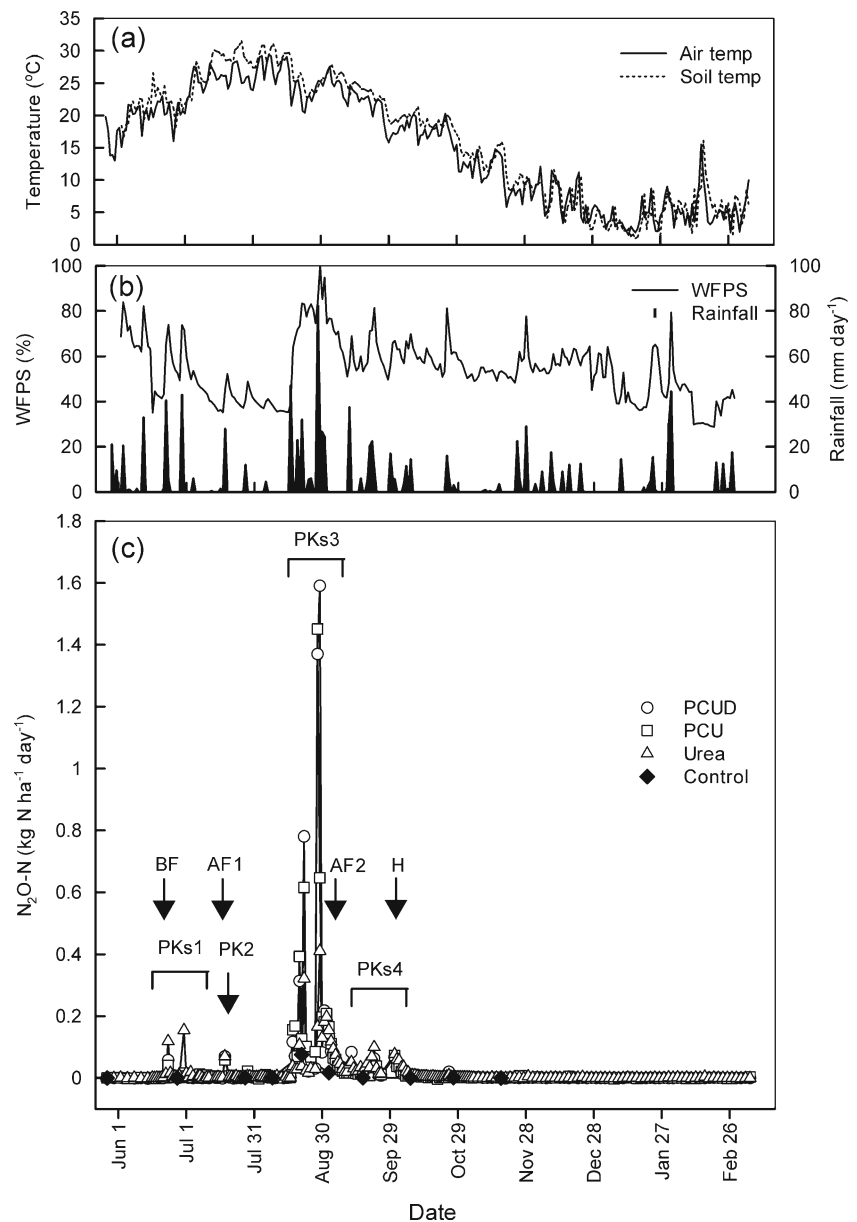 (a)
35
30
25
20
15
10
5
0
Temperature (ºC)
Air temp
Soil temp
(b)
100
80
60
40
20
0
WFPS (%)
WFPS
Rainfall
100
80
60
40
20
0
Rainfall (mm day⁻¹)
(c)
1.8
1.6
1.4
1.2
1
0.8
0.6
0.4
0.2
0
N₂O-N (kg N ha⁻¹ day⁻¹)
PKs3
PCUD
PCU
Urea
Control
BF
AF1
AF2
H
PKs1
PK2
PKs4
Jun 1
Jul 1
Jul 31
Aug 30
Sep 29
Oct 29
Nov 28
Dec 28
Jan 27
Feb 26
Date